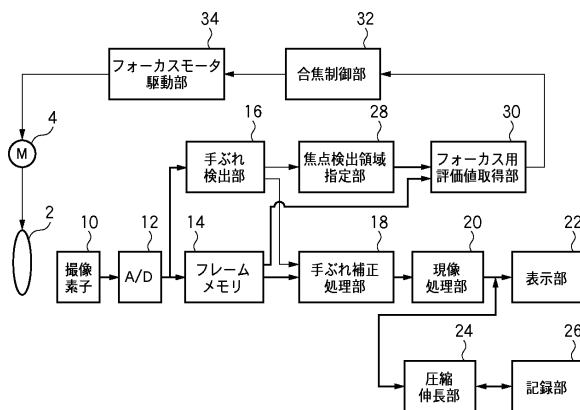 34
32
フォーカスモータ
駆動部
合焦制御部
4
M
16
28
30
手ぶれ
検出部
焦点検出領域
指定部
フォーカス用
評価値取得部
2
10
12
14
18
20
22
撮像
素子
A/D
フレーム
メモリ
手ぶれ補正
処理部
現像
処理部
表示部
24
26
圧縮
伸長部
記録部